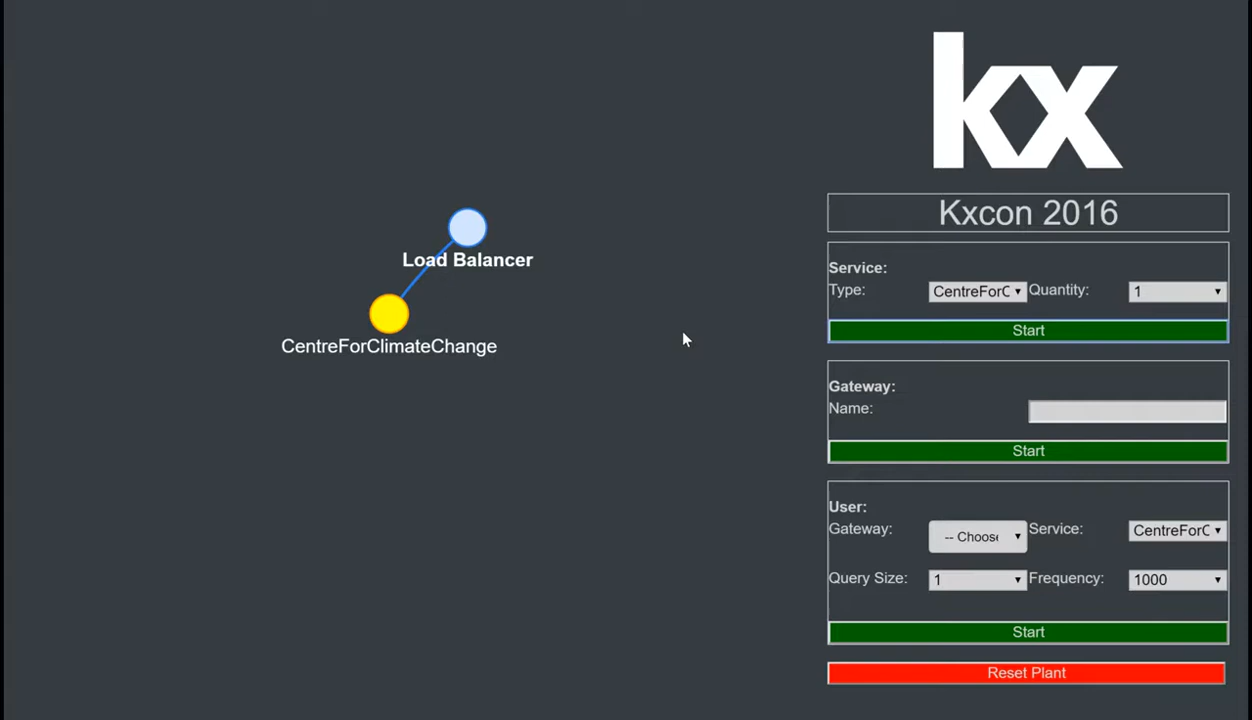 kx
Kxcon 2016
Load Balancer
CentreForClimateChange
Service:
Type: CentreForC Quantity: 1
Start
Gateway:
Name:
Start
User:
Gateway: -- Choose Service: CentreForC
Query Size: 1 Frequency: 1000
Start
Reset Plant